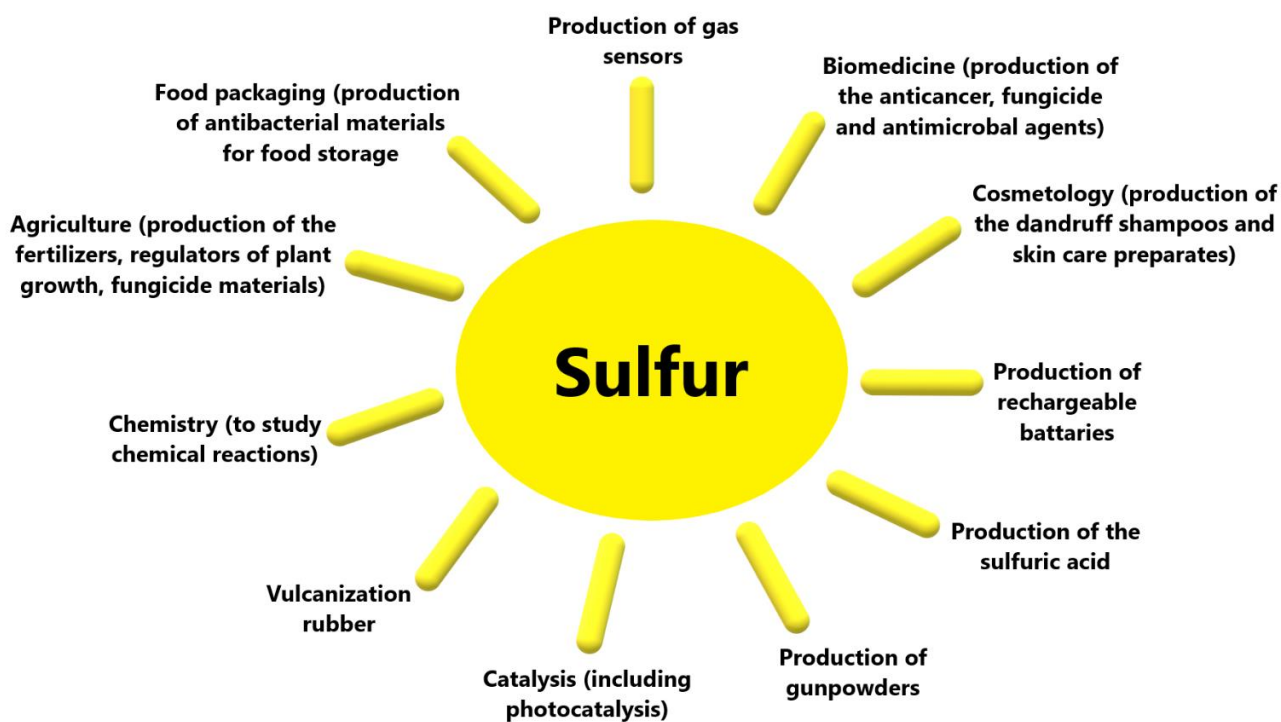 Production of gas
sensors
Biomedicine (production of
the anticancer, fungicide
and antimicrobal agents)
Cosmetology (production of
the dandruff shampoos and
skin care preparates)
Production of
rechargeable
battaries
Production of the
sulfuric acid
Production of
gunpowders
Catalysis (including
photocatalysis)
Vulcanization
rubber
Chemistry (to study
chemical reactions)
Agriculture (production of the
fertilizers, regulators of plant
growth, fungicide materials)
Food packaging (production
of antibacterial materials
for food storage
Sulfur